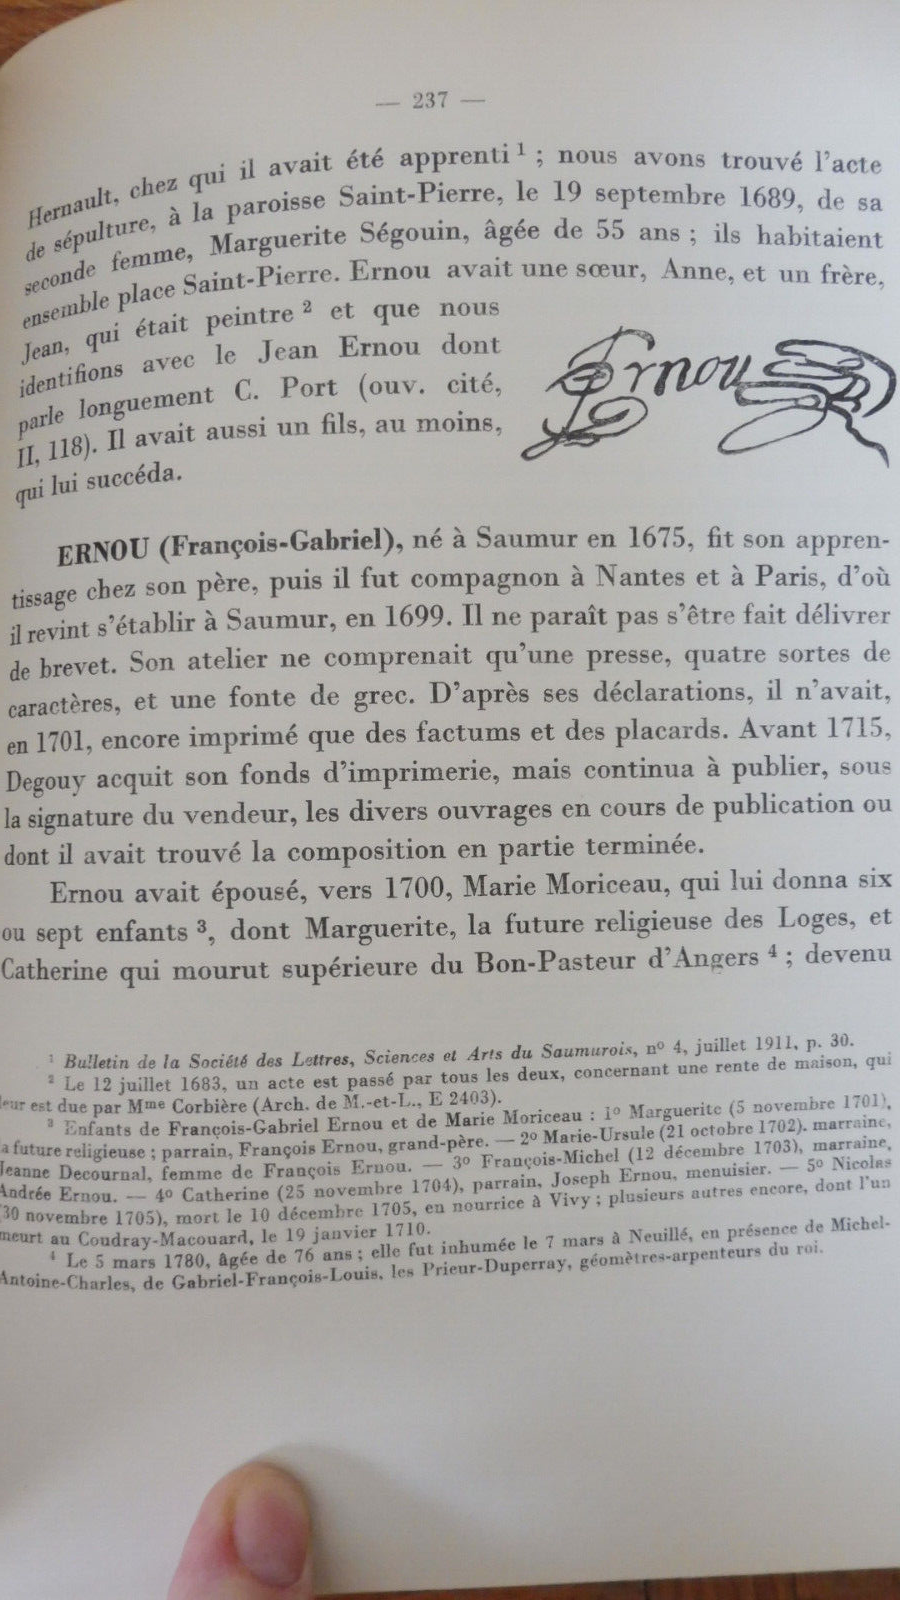 — 237 —
Hernault, chez qui il avait été apprenti ¹ ; nous avons trouvé l'acte
de sépulture, à la paroisse Saint-Pierre, le 19 septembre 1689, de sa
seconde femme, Marguerite Ségouin, âgée de 55 ans ; ils habitaient
ensemble place Saint-Pierre. Ernou avait une sœur, Anne, et un frère,
Jean, qui était peintre ² et que nous
identifions avec le Jean Ernou dont
parle longuement C. Port (ouv. cité,
II, 118). Il avait aussi un fils, au moins,
qui lui succéda.
Ernou
ERNOU (François-Gabriel), né à Saumur en 1675, fit son appren-
tissage chez son père, puis il fut compagnon à Nantes et à Paris, d'où
il revint s'établir à Saumur, en 1699. Il ne paraît pas s'être fait délivrer
de brevet. Son atelier ne comprenait qu'une presse, quatre sortes de
caractères, et une fonte de grec. D'après ses déclarations, il n'avait,
en 1701, encore imprimé que des factums et des placards. Avant 1715,
Degouy acquit son fonds d'imprimerie, mais continua à publier, sous
la signature du vendeur, les divers ouvrages en cours de publication ou
dont il avait trouvé la composition en partie terminée.
Ernou avait épousé, vers 1700, Marie Moriceau, qui lui donna six
ou sept enfants ³, dont Marguerite, la future religieuse des Loges, et
Catherine qui mourut supérieure du Bon-Pasteur d'Angers ⁴ ; devenu
¹ Bulletin de la Société des Lettres, Sciences et Arts du Saumurois, nº 4, juillet 1911, p. 30.
² Le 12 juillet 1683, un acte est passé par tous les deux, concernant une rente de maison, qui
leur est due par Mme Corbière (Arch. de M.-et-L., E 2403).
³ Enfants de François-Gabriel Ernou et de Marie Moriceau : 1º Marguerite (5 novembre 1701),
la future religieuse ; parrain, François Ernou, grand-père. — 2º Marie-Ursule (21 octobre 1702). marraine,
Jeanne Decournal, femme de François Ernou. — 3º François-Michel (12 décembre 1703), marraine,
Andrée Ernou. — 4º Catherine (25 novembre 1704), parrain, Joseph Ernou, menuisier. — 5º Nicolas
(30 novembre 1705), mort le 10 décembre 1705, en nourrice à Vivy ; plusieurs autres encore, dont l'un
meurt au Coudray-Macouard, le 19 janvier 1710.
⁴ Le 5 mars 1780, âgée de 76 ans ; elle fut inhumée le 7 mars à Neuillé, en présence de Michel-
Antoine-Charles, de Gabriel-François-Louis, les Prieur-Duperray, géomètres-arpenteurs du roi.